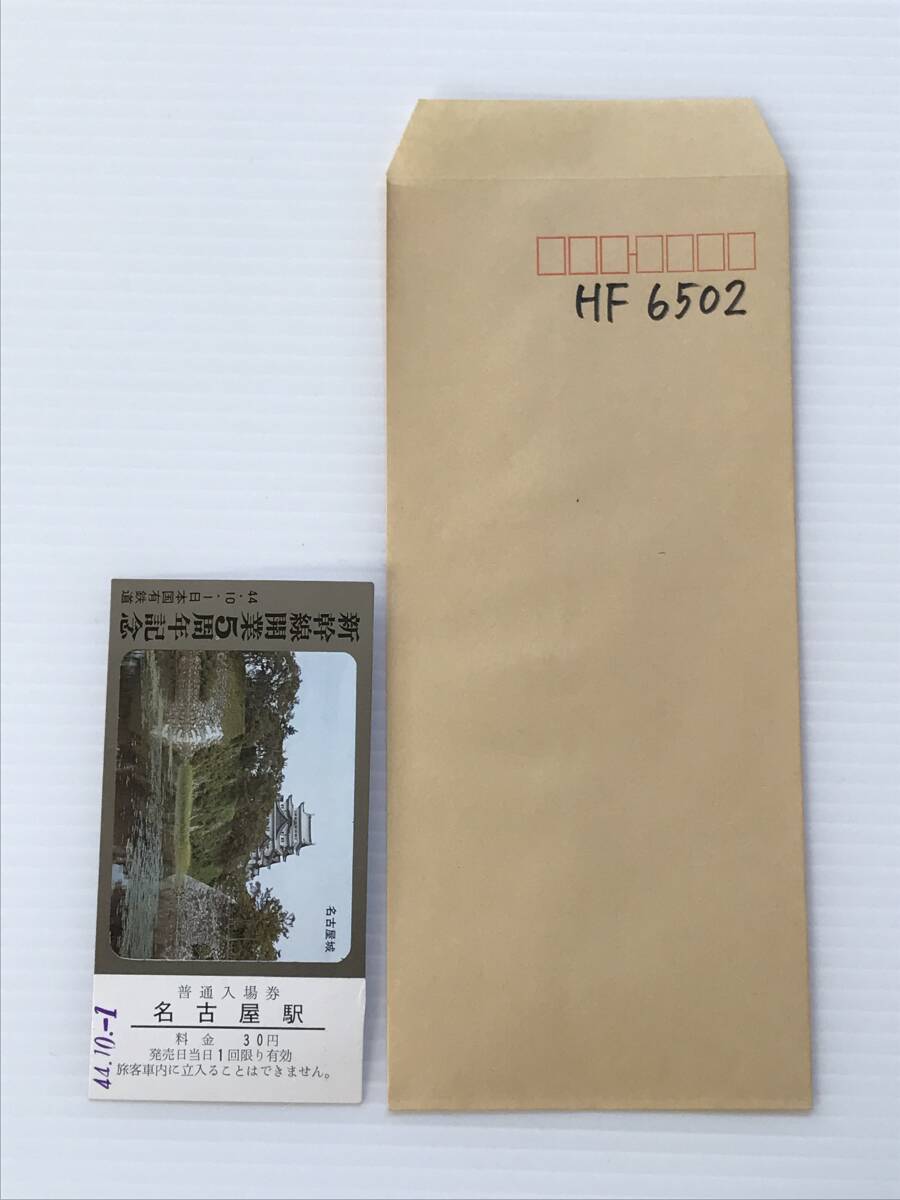 HF 6502
44・10・1日本国有鉄道
新幹線開業5周年記念
名古屋城
普通入場券
名古屋駅
料金 30円
発売日当日1回限り有効
旅客車内に立入ることはできません。
44.10.-1